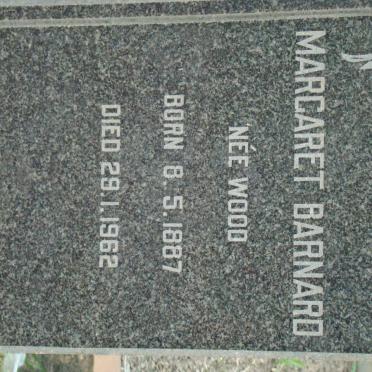 MARGARET BARNARD
NÉE WOOD
BORN 8.5.1887
DIED 29.1.1962